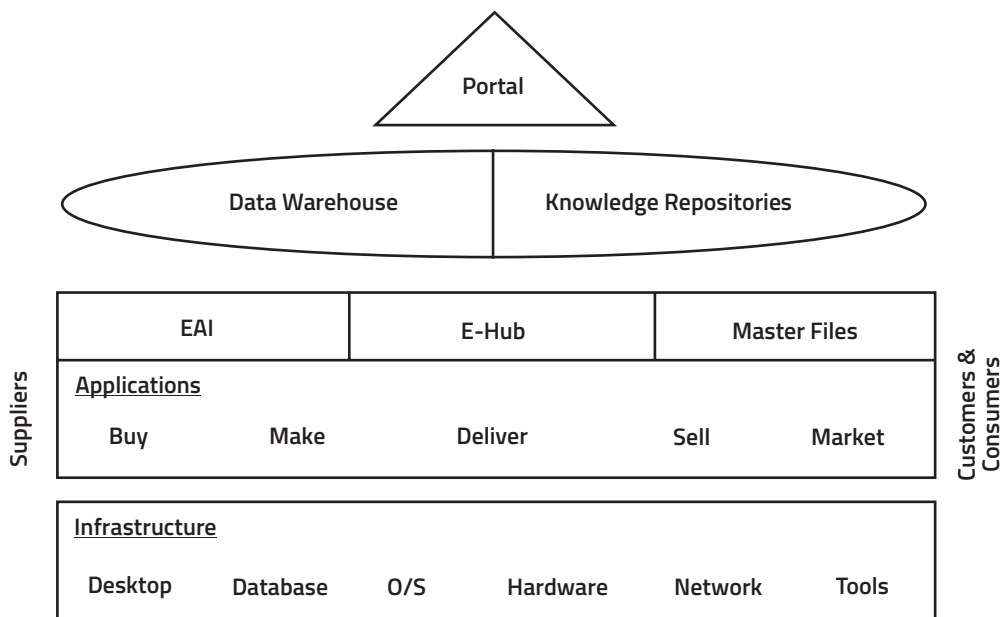 Portal
Data Warehouse Knowledge Repositories
EAI E-Hub Master Files
Suppliers
Applications
Buy Make Deliver Sell Market
Customers &
Consumers
Infrastructure
Desktop Database O/S Hardware Network Tools